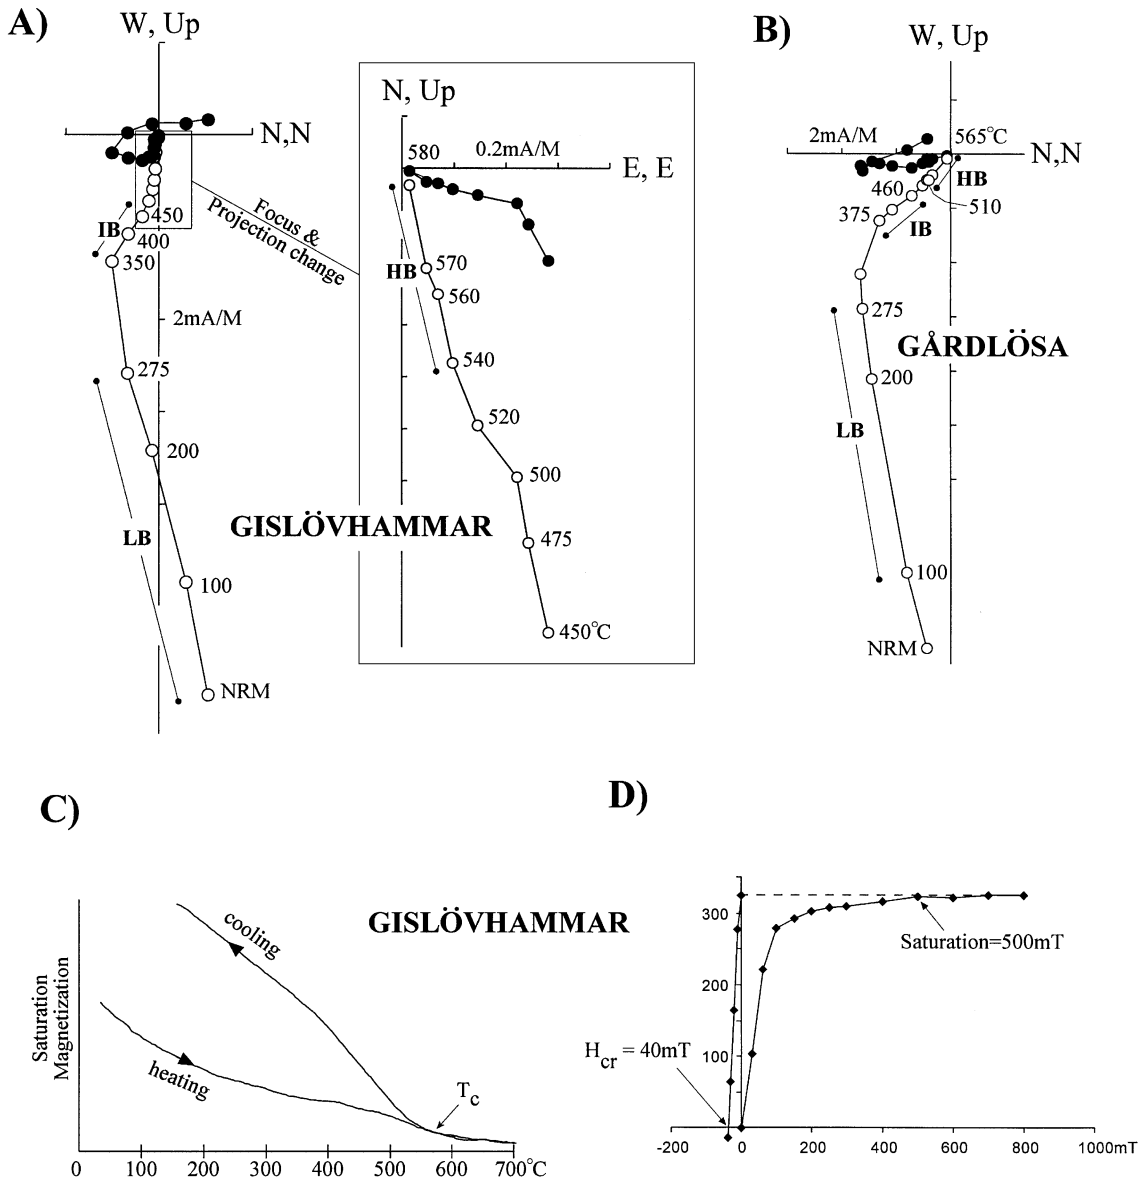 A)
W, Up
N,N
IB
450
400
350
2mA/M
275
200
LB
100
NRM
Focus &
Projection change
N, Up
580
0.2mA/M
E, E
HB
570
560
540
520
500
475
450°C
GISLÖVHAMMAR
B)
W, Up
2mA/M
565°C
N,N
HB
460
510
375
IB
275
GÅRDLÖSA
200
LB
100
NRM
C)
GISLÖVHAMMAR
Saturation
Magnetization
cooling
heating
Tc
0 100 200 300 400 500 600 700°C
D)
300
200
100
Saturation=500mT
Hcr = 40mT
-200 0 200 400 600 800 1000mT